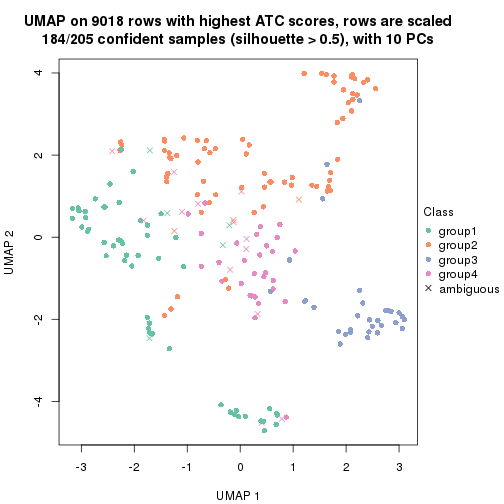 UMAP on 9018 rows with highest ATC scores, rows are scaled
184/205 confident samples (silhouette > 0.5), with 10 PCs
4
2
0
-2
-4
UMAP 2
-3
-2
-1
0
1
2
3
UMAP 1
Class
group1
group2
group3
group4
ambiguous